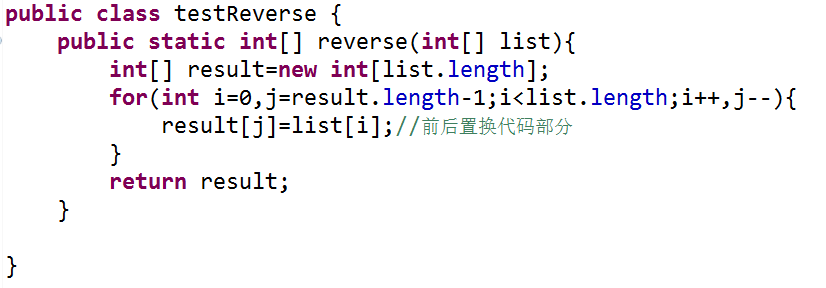 public class testReverse {
    public static int[] reverse(int[] list){
        int[] result=new int[list.length];
        for(int i=0,j=result.length-1;i<list.length;i++,j--){
            result[j]=list[i];//前后置换代码部分
        }
        return result;
    }
}